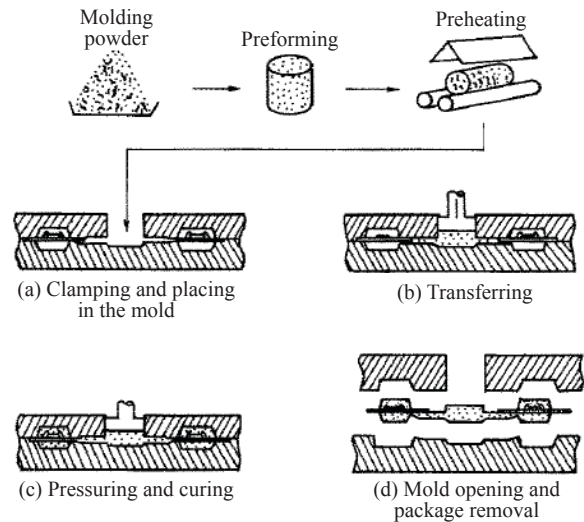 Molding
powder
Preforming
Preheating
(a) Clamping and placing
in the mold
(b) Transferring
(c) Pressuring and curing
(d) Mold opening and
package removal